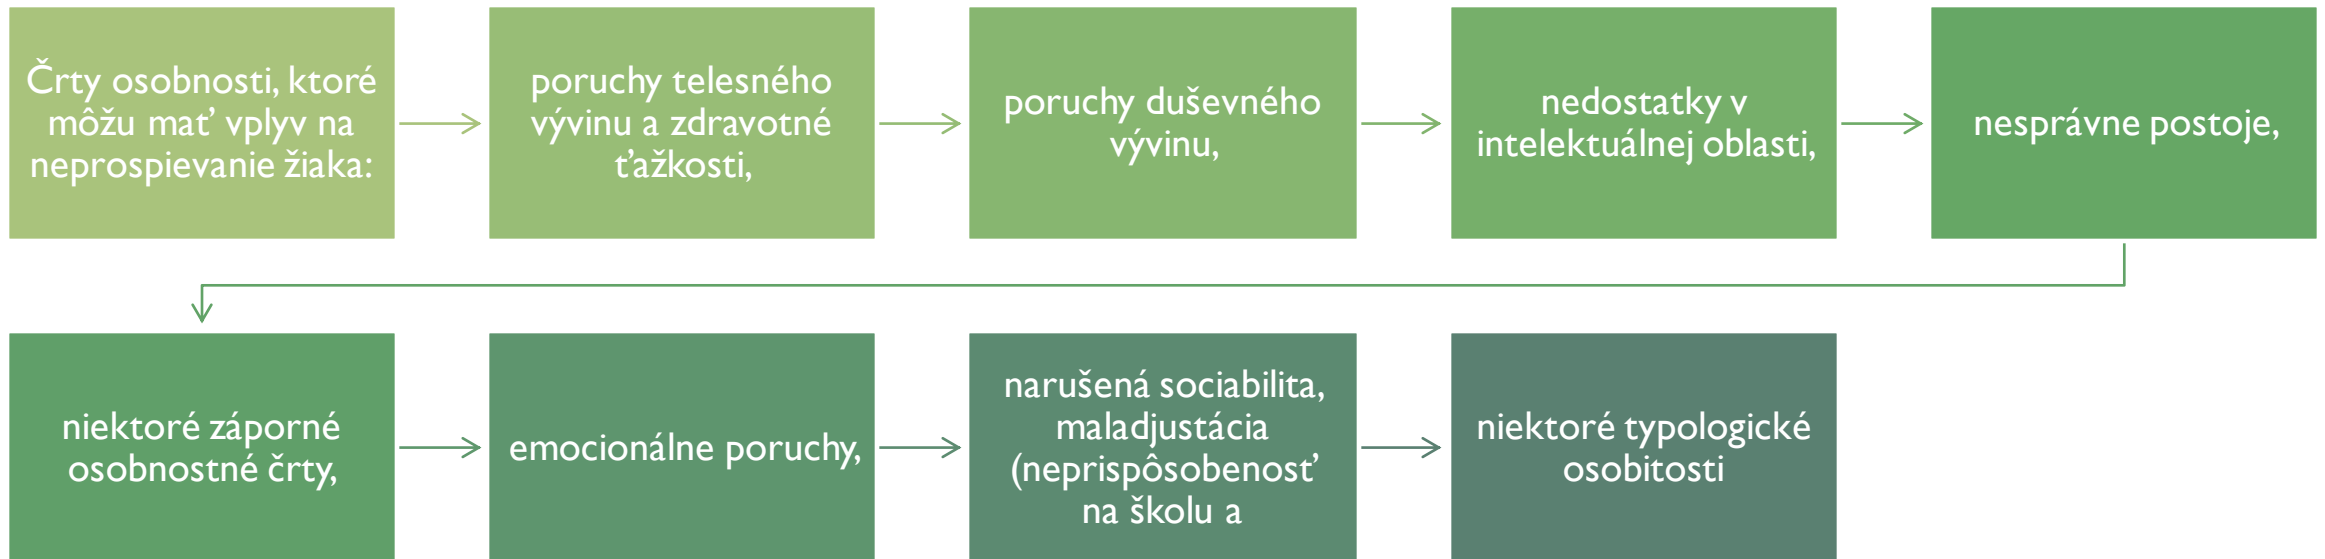 Črty osobnosti, ktoré
môžu mať vplyv na
neprospievanie žiaka:
poruchy telesného
vývinu a zdravotné
ťažkosti,
poruchy duševného
vývinu,
nedostatky v
intelektuálnej oblasti,
nesprávne postoje,
niektoré záporné
osobnostné črty,
emocionálne poruchy,
narušená sociabilita,
maladjustácia
(neprispôsobenosť
na školu a
niektoré typologické
osobitosti